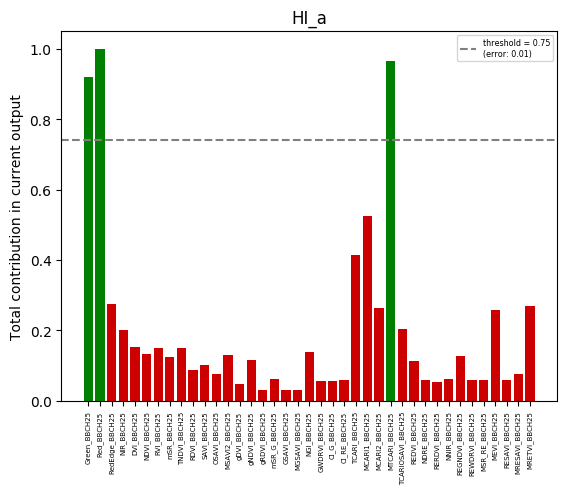 HI_a
Total contribution in current output
1.0
0.8
0.6
0.4
0.2
0.0
threshold = 0.75
(error: 0.01)
Green_BBCH25
Red_BBCH25
RedEdge_BBCH25
NIR_BBCH25
DVI_BBCH25
NDVI_BBCH25
RVI_BBCH25
mSR_BBCH25
TNDVI_BBCH25
RDVI_BBCH25
SAVI_BBCH25
OSAVI_BBCH25
MSAVI2_BBCH25
gDVI_BBCH25
gNDVI_BBCH25
gRDVI_BBCH25
mSR_G_BBCH25
GSAVI_BBCH25
MGSAVI_BBCH25
NGI_BBCH25
GWDRVI_BBCH25
CI_G_BBCH25
CI_RE_BBCH25
TCARI_BBCH25
MCARI1_BBCH25
MCARI2_BBCH25
MTCARI_BBCH25
TCARIOSAVI_BBCH25
REDVI_BBCH25
NDRE_BBCH25
RERDVI_BBCH25
NNIR_BBCH25
REGNDVI_BBCH25
REWDRVI_BBCH25
MSR_RE_BBCH25
MEVI_BBCH25
RESAVI_BBCH25
MRESAVI_BBCH25
MRETVI_BBCH25